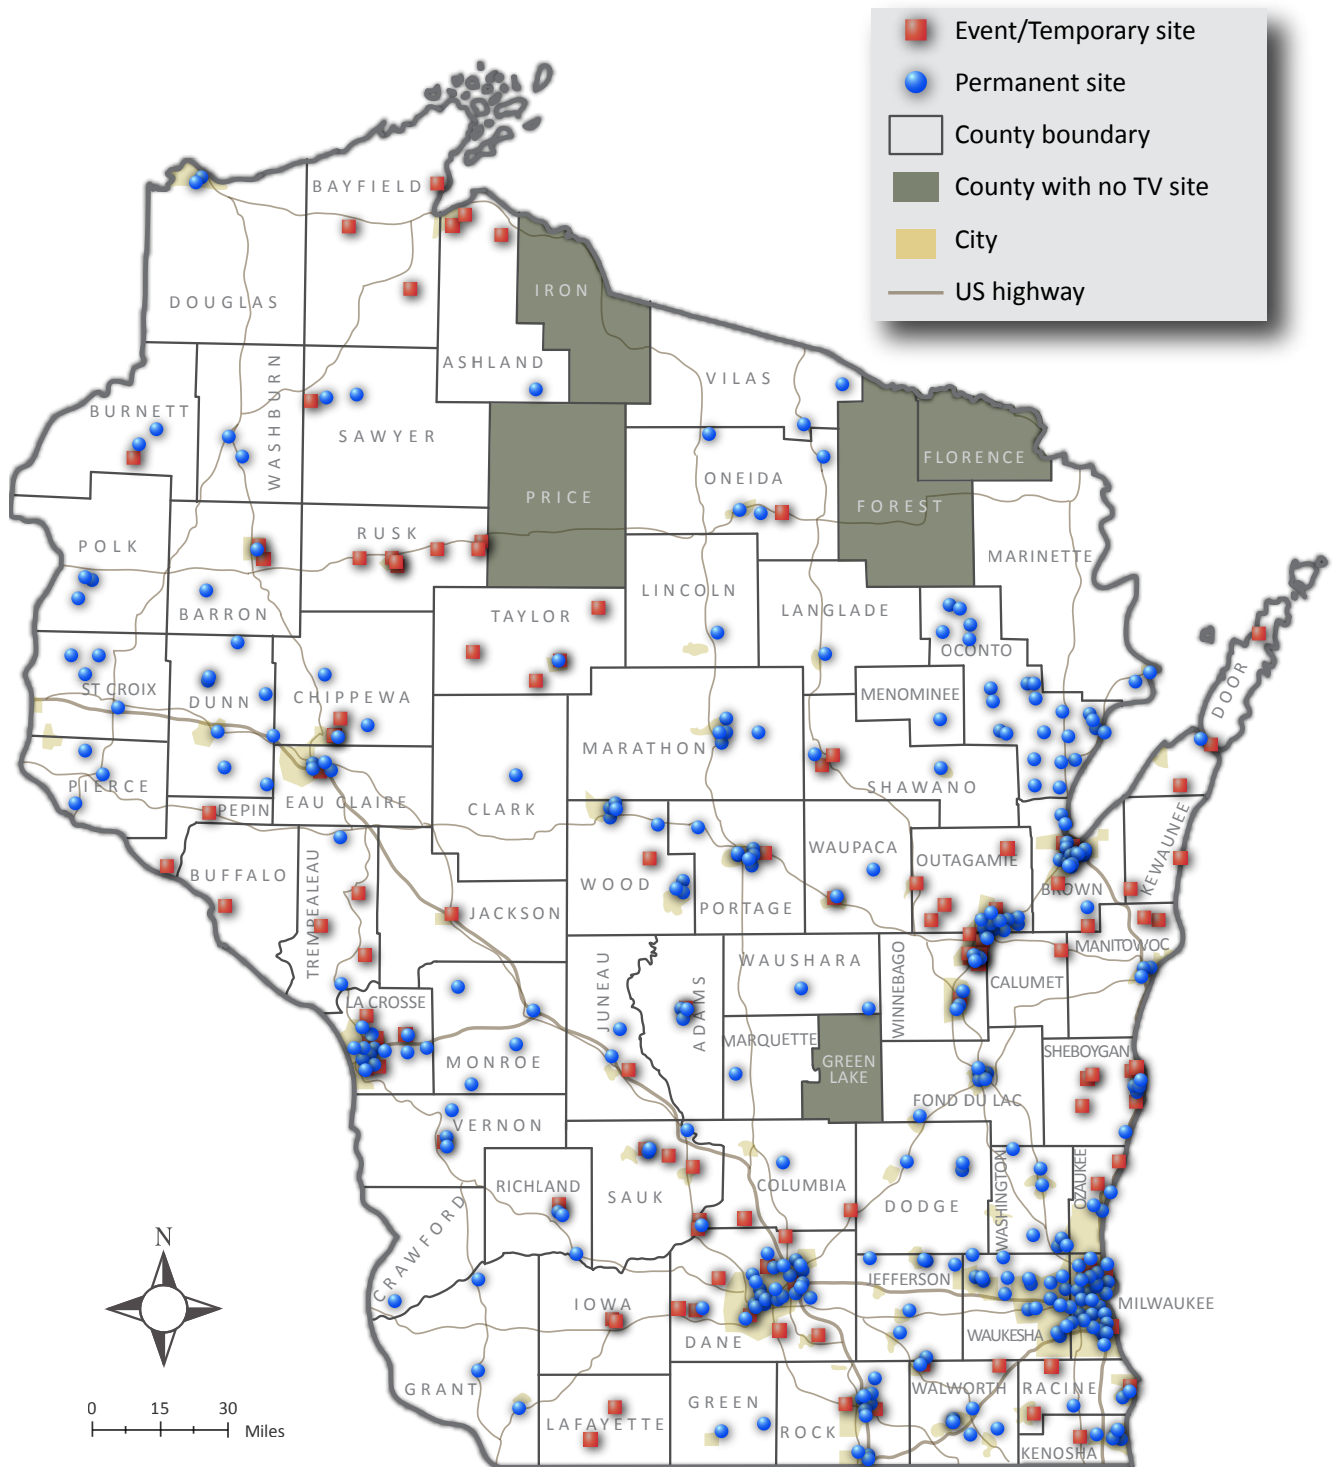 Event/Temporary site
Permanent site
County boundary
County with no TV site
City
US highway
BAYFIELD
DOUGLAS
IRON
ASHLAND
VILAS
BURNETT
WASHBURN
SAWYER
FLORENCE
ONEIDA
PRICE
FOREST
RUSK
POLK
MARINETTE
LINCOLN
LANGLADE
BARRON
TAYLOR
OCONTO
ST CROIX
DUNN
CHIPPEWA
MENOMINEE
DOOR
MARATHON
PIERCE
SHAWANO
EAU CLAIRE
CLARK
PEPIN
KEWAUNEE
WAUPACA
OUTAGAMIE
BUFFALO
WOOD
BROWN
TREMPEALEAU
JACKSON
PORTAGE
MANITOWOC
WAUSHARA
WINNEBAGO
CALUMET
LA CROSSE
JUNEAU
ADAMS
MARQUETTE
GREEN
LAKE
SHEBOYGAN
MONROE
FOND DU LAC
VERNON
RICHLAND
SAUK
COLUMBIA
DODGE
WASHINGTON
OZAUKEE
CRAWFORD
N
JEFFERSON
IOWA
MILWAUKEE
DANE
WAUKESHA
GRANT
WALWORTH
RACINE
LAFAYETTE
GREEN
ROCK
KENOSHA
0 15 30
Miles